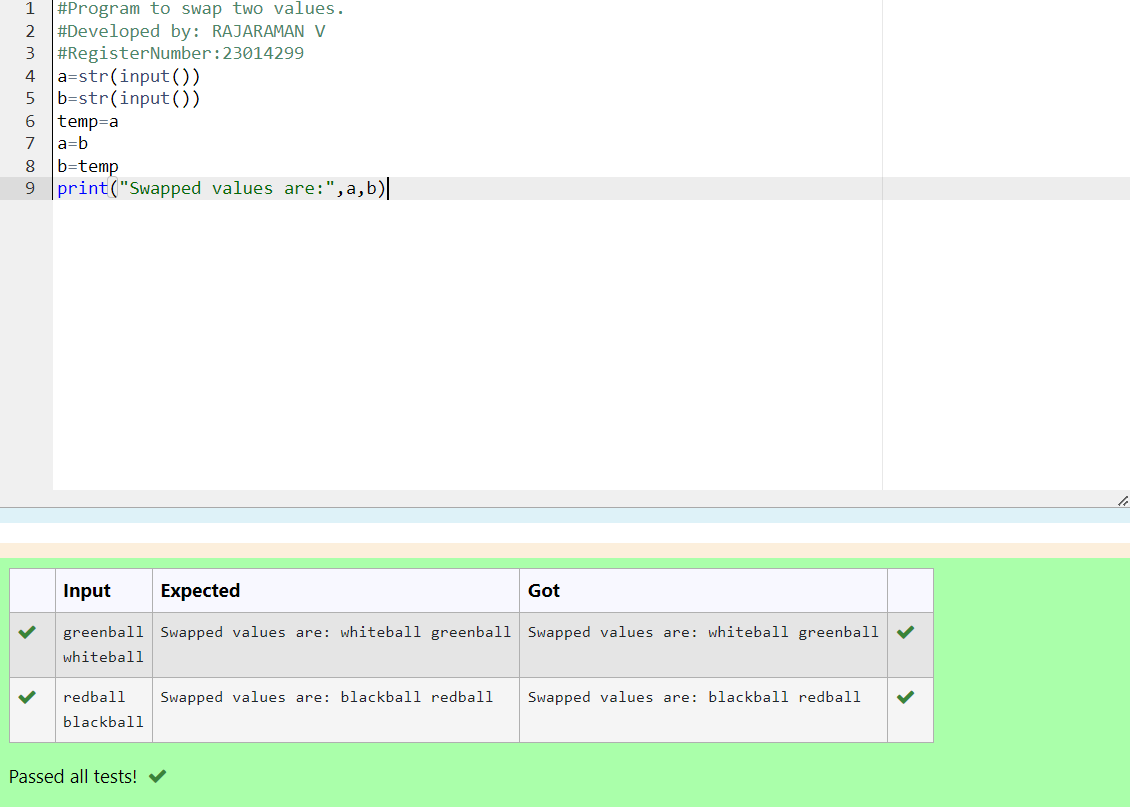 1 #Program to swap two values.
2 #Developed by: RAJARAMAN V
3 #RegisterNumber:23014299
4 a=str(input())
5 b=str(input())
6 temp=a
7 a=b
8 b=temp
9 print("Swapped values are:",a,b)
Input Expected Got
greenball Swapped values are: whiteball greenball Swapped values are: whiteball greenball
whiteball
redball Swapped values are: blackball redball Swapped values are: blackball redball
blackball
Passed all tests!